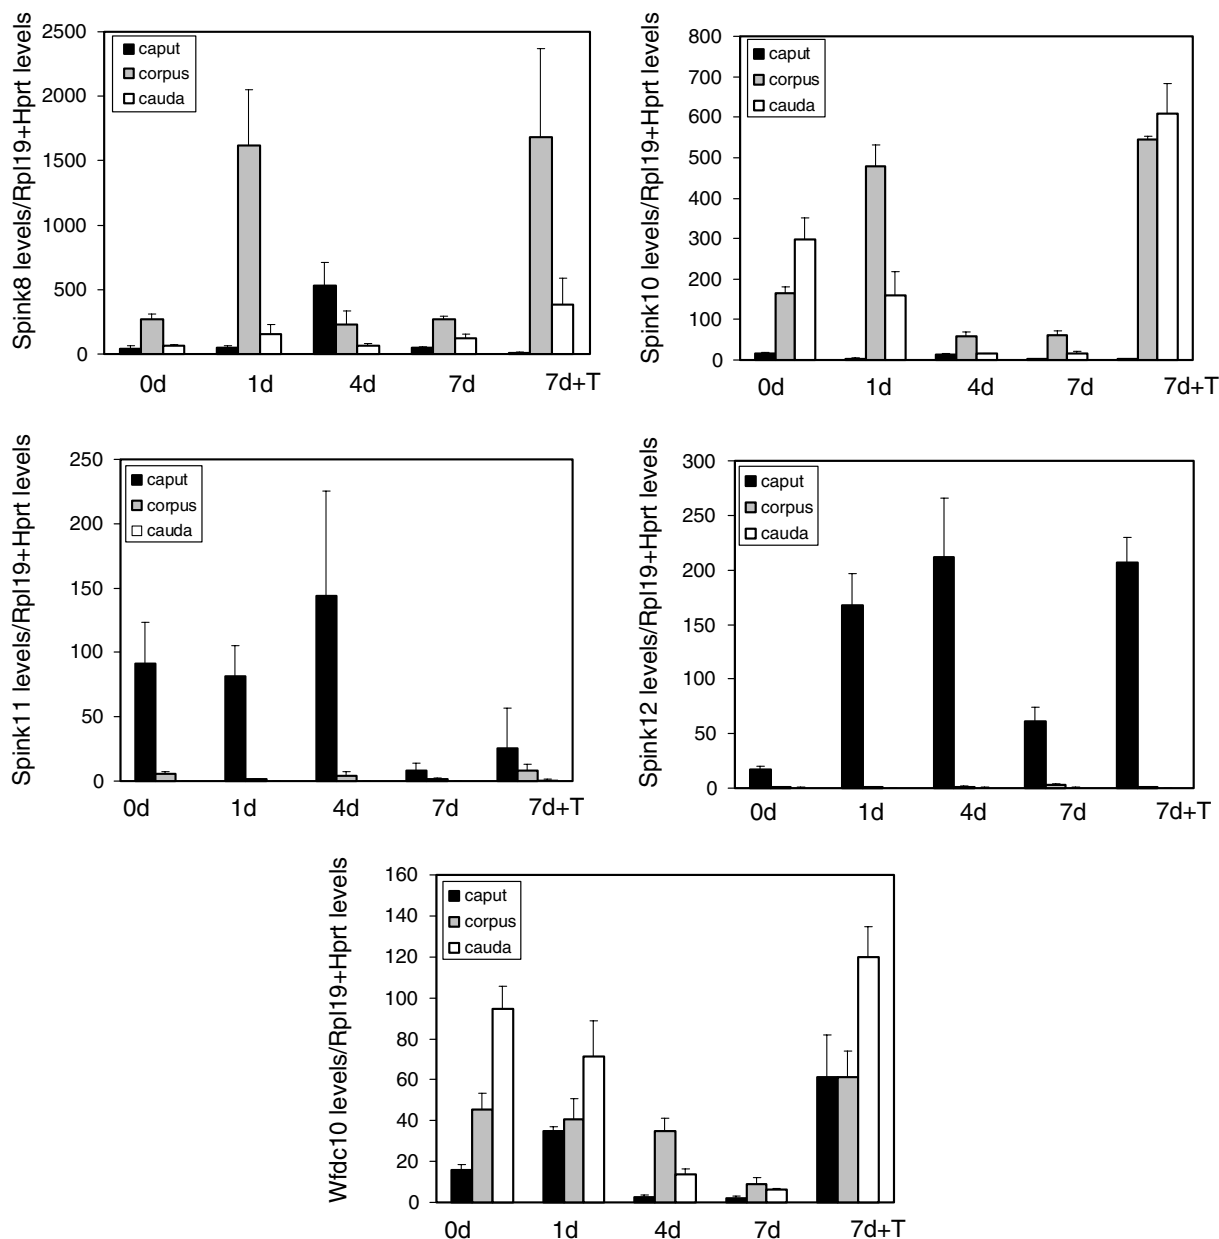 Spink8 levels/Rpl19+Hprt levels
2500
2000
1500
1000
500
0
caput
corpus
cauda
0d 1d 4d 7d 7d+T
Spink10 levels/Rpl19+Hprt levels
800
700
600
500
400
300
200
100
0
caput
corpus
cauda
0d 1d 4d 7d 7d+T
Spink11 levels/Rpl19+Hprt levels
250
200
150
100
50
0
caput
corpus
cauda
0d 1d 4d 7d 7d+T
Spink12 levels/Rpl19+Hprt levels
300
250
200
150
100
50
0
caput
corpus
cauda
0d 1d 4d 7d 7d+T
Wfdc10 levels/Rpl19+Hprt levels
160
140
120
100
80
60
40
20
0
caput
corpus
cauda
0d 1d 4d 7d 7d+T